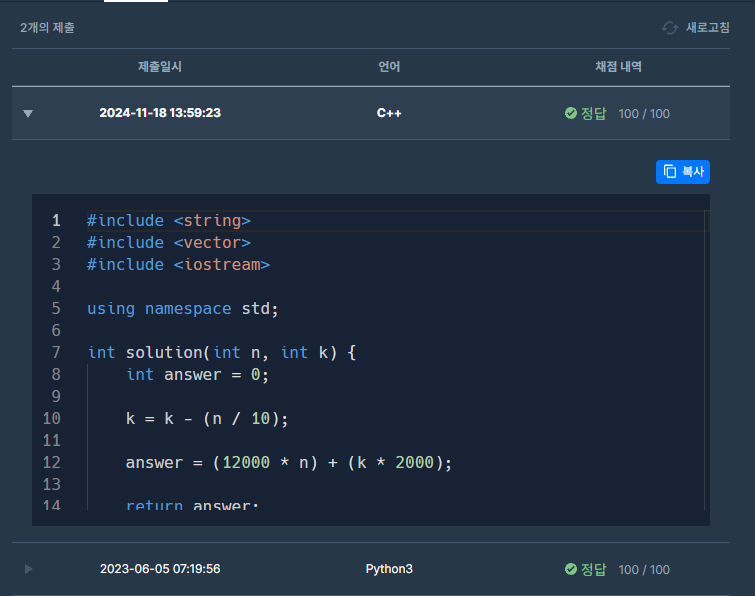 2개의 제출
새로고침
제출일시 언어 채점 내역
2024-11-18 13:59:23 C++ 정답 100 / 100
복사
1 #include <string>
2 #include <vector>
3 #include <iostream>
4
5 using namespace std;
6
7 int solution(int n, int k) {
8 int answer = 0;
9
10 k = k - (n / 10);
11
12 answer = (12000 * n) + (k * 2000);
13
14 return answer;
2023-06-05 07:19:56 Python3 정답 100 / 100